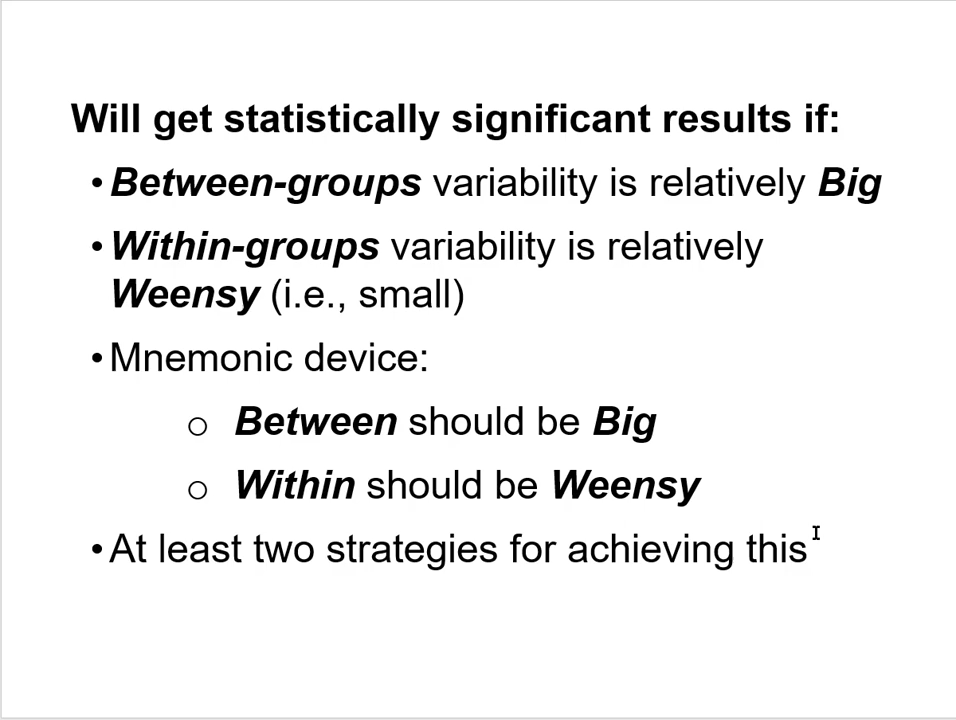 Will get statistically significant results if:
•Between-groups variability is relatively Big
•Within-groups variability is relatively
Weensy (i.e., small)
•Mnemonic device:
o Between should be Big
o Within should be Weensy
•At least two strategies for achieving this